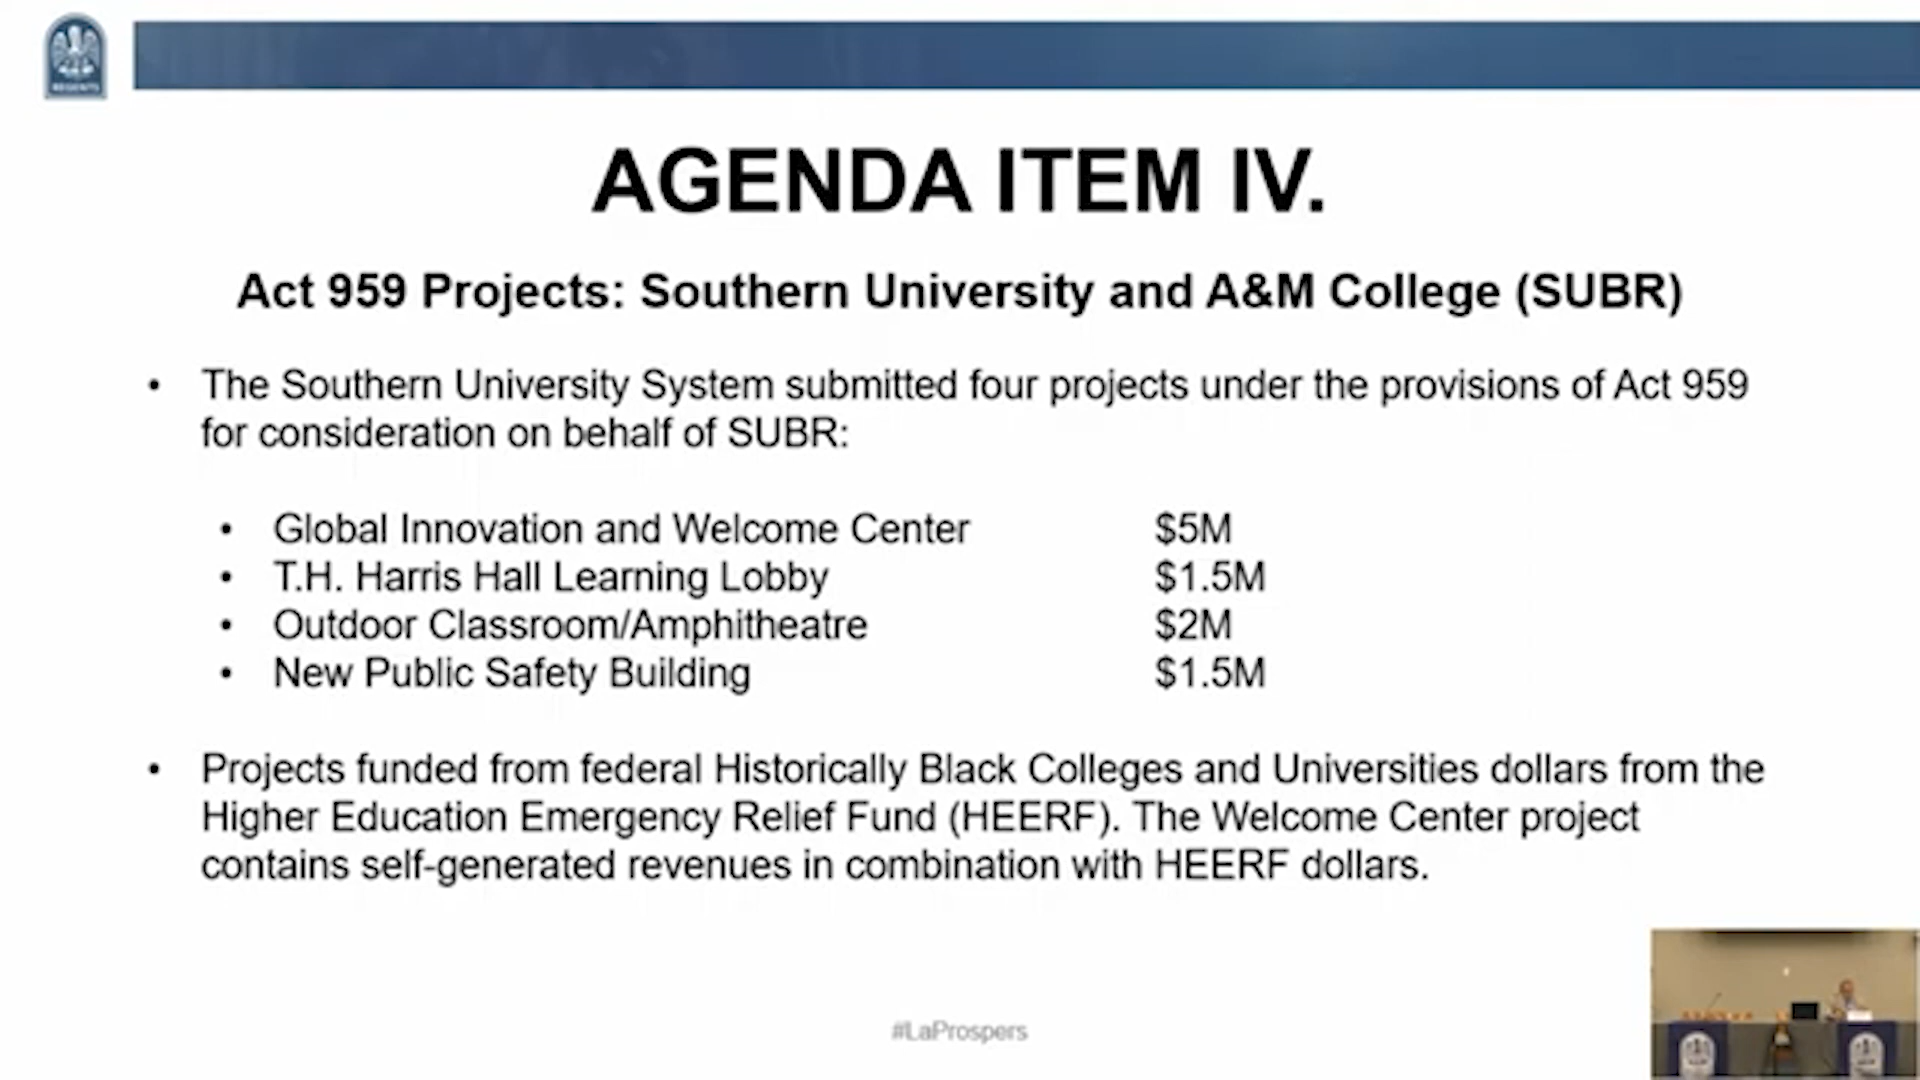 REGENTS
AGENDA ITEM IV.
Act 959 Projects: Southern University and A&M College (SUBR)
• The Southern University System submitted four projects under the provisions of Act 959
for consideration on behalf of SUBR:
• Global Innovation and Welcome Center $5M
• T.H. Harris Hall Learning Lobby $1.5M
• Outdoor Classroom/Amphitheatre $2M
• New Public Safety Building $1.5M
• Projects funded from federal Historically Black Colleges and Universities dollars from the
Higher Education Emergency Relief Fund (HEERF). The Welcome Center project
contains self-generated revenues in combination with HEERF dollars.
#LaProspers